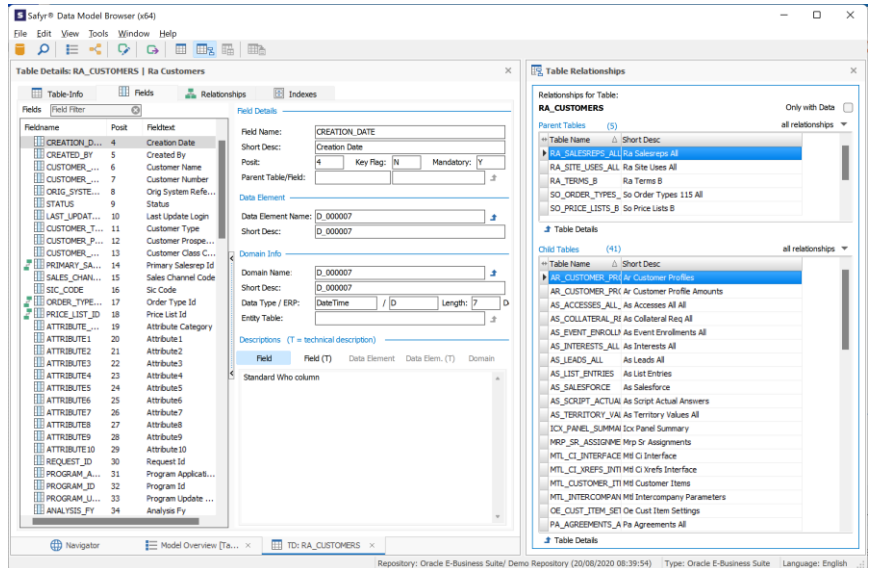 Safyr® Data Model Browser (x64)
File Edit View Tools Window Help
Table Details: RA_CUSTOMERS | Ra Customers
Table-Info Fields Relationships Indexes
Fields Field Filter
Fieldname Posit Fieldtext
CREATION_D... 4 Creation Date
CREATED_BY 5 Created By
CUSTOMER_... 6 Customer Name
CUSTOMER_... 7 Customer Number
ORIG_SYSTE... 8 Orig System Refe...
STATUS 9 Status
LAST_UPDAT... 10 Last Update Login
CUSTOMER_T... 11 Customer Type
CUSTOMER_P... 12 Customer Prospe...
CUSTOMER_... 13 Customer Class C...
PRIMARY_SA... 14 Primary Salesrep Id
SALES_CHAN... 15 Sales Channel Code
SIC_CODE 16 Sic Code
ORDER_TYPE... 17 Order Type Id
PRICE_LIST_ID 18 Price List Id
ATTRIBUTE_... 19 Attribute Category
ATTRIBUTE1 20 Attribute1
ATTRIBUTE2 21 Attribute2
ATTRIBUTE3 22 Attribute3
ATTRIBUTE4 23 Attribute4
ATTRIBUTE5 24 Attribute5
ATTRIBUTE6 25 Attribute6
ATTRIBUTE7 26 Attribute7
ATTRIBUTE8 27 Attribute8
ATTRIBUTE9 28 Attribute9
ATTRIBUTE10 29 Attribute10
REQUEST_ID 30 Request Id
PROGRAM_A... 31 Program Applicati...
PROGRAM_ID 32 Program Id
PROGRAM_U... 33 Program Update ...
ANALYSIS_FY 34 Analysis Fy
Field Details
Field Name: CREATION_DATE
Short Desc: Creation Date
Posit: 4 Key Flag: N Mandatory: Y
Parent Table/Field:
Data Element
Data Element Name: D_000007
Short Desc: D_000007
Domain Info
Domain Name: D_000007
Short Desc: D_000007
Data Type / ERP: DateTime / D Length: 7 D
Entity Table:
Descriptions (T = technical description)
Field Field (T) Data Element Data Elem. (T) Domain
Standard Who column
Table Relationships
Relationships for Table:
RA_CUSTOMERS Only with Data
Parent Tables (5) all relationships
Table Name Short Desc
RA_SALESREPS_ALL Ra Salesreps All
RA_SITE_USES_ALL Ra Site Uses All
RA_TERMS_B Ra Terms B
SO_ORDER_TYPES_ So Order Types 115 All
SO_PRICE_LISTS_B So Price Lists B
Table Details
Child Tables (41) all relationships
Table Name Short Desc
AR_CUSTOMER_PRO Ar Customer Profiles
AR_CUSTOMER_PRO Ar Customer Profile Amounts
AS_ACCESSES_ALL_ As Accesses All All
AS_COLLATERAL_RE As Collateral Req All
AS_EVENT_ENROLLM As Event Enrollments All
AS_INTERESTS_ALL As Interests All
AS_LEADS_ALL As Leads All
AS_LIST_ENTRIES As List Entries
AS_SALESFORCE As Salesforce
AS_SCRIPT_ACTUAL As Script Actual Answers
AS_TERRITORY_VAL As Territory Values All
ICX_PANEL_SUMMAI Icx Panel Summary
MRP_SR_ASSIGNME Mrp Sr Assignments
MTL_CI_INTERFACE Mtl Ci Interface
MTL_CI_XREFS_INTI Mtl Ci Xrefs Interface
MTL_CUSTOMER_ITI Mtl Customer Items
MTL_INTERCOMPAN Mtl Intercompany Parameters
OE_CUST_ITEM_SET Oe Cust Item Settings
PA_AGREEMENTS_A Pa Agreements All
Table Details
Navigator Model Overview [Ta... TD: RA_CUSTOMERS
Repository: Oracle E-Business Suite/ Demo Repository (20/08/2020 08:39:54) Type: Oracle E-Business Suite Language: English